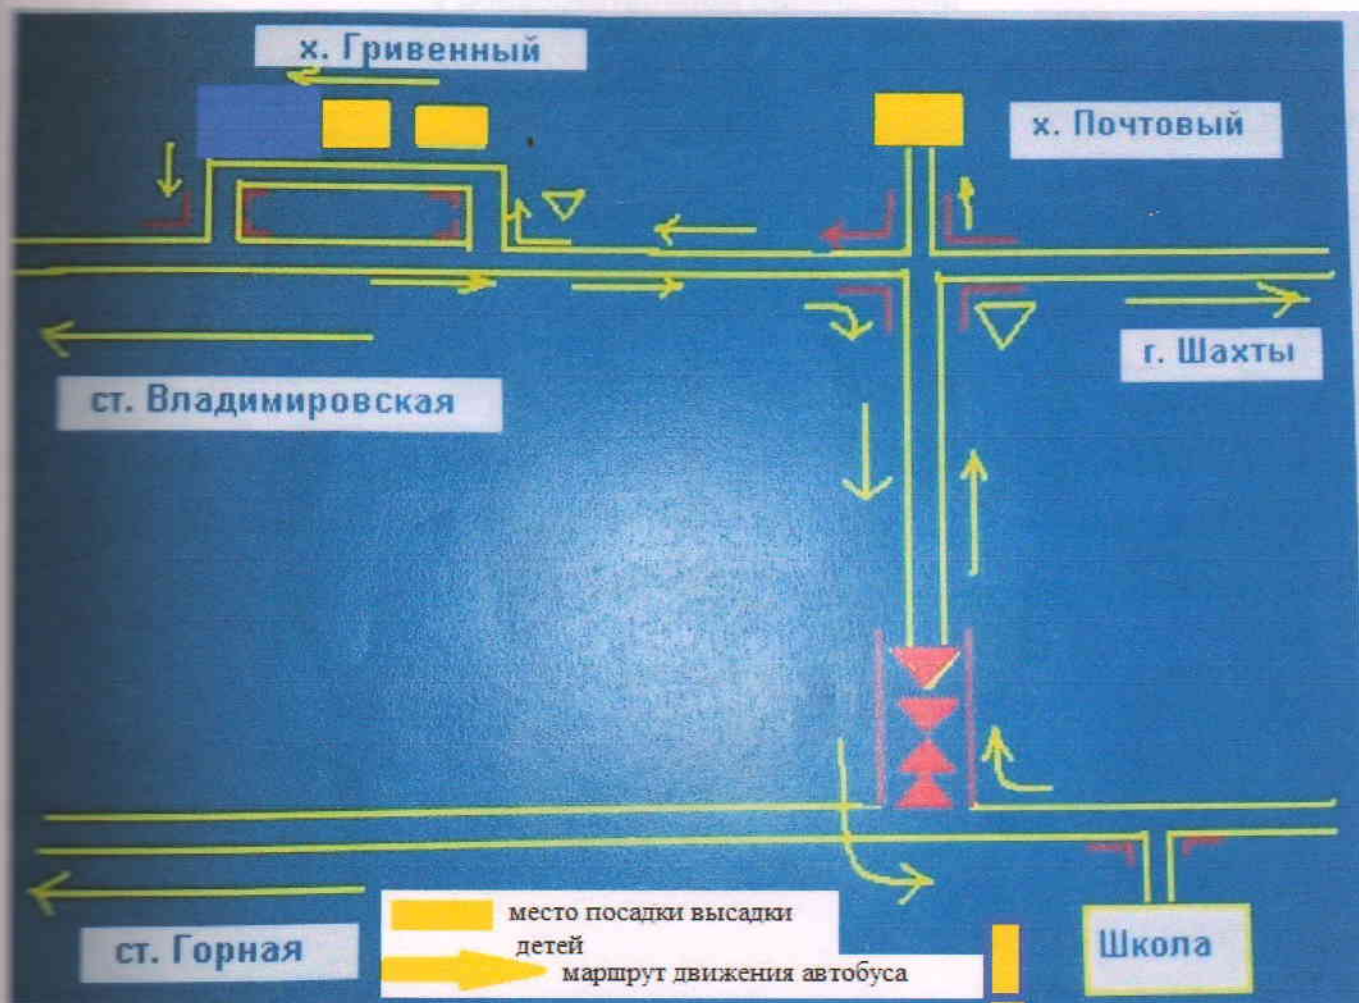 х. Гривенный
х. Почтовый
г. Шахты
ст. Владимировская
ст. Горная
место посадки высадки
детей
маршрут движения автобуса
Школа